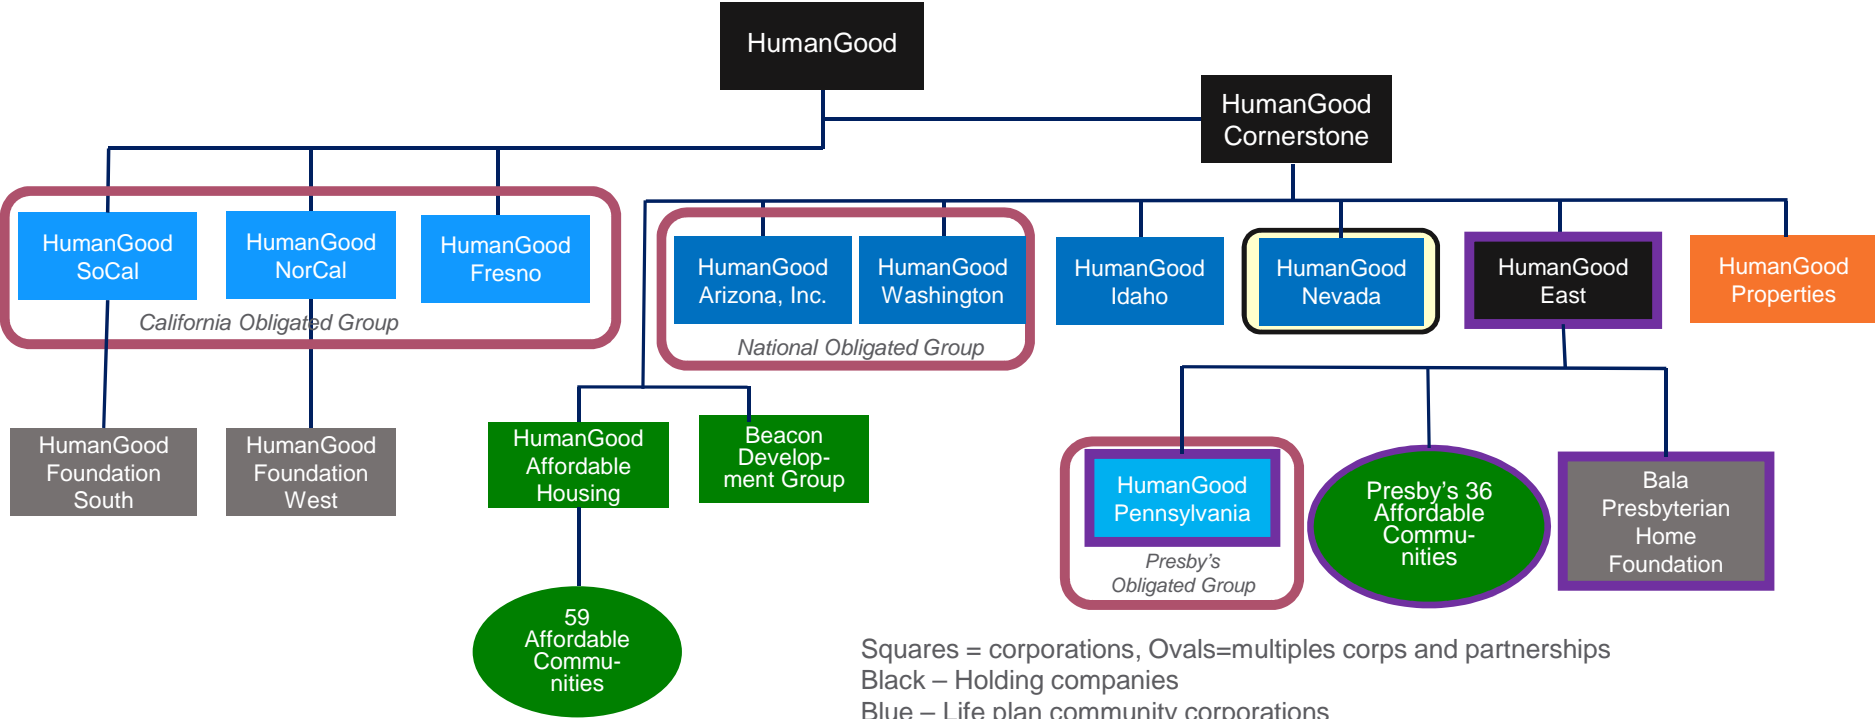 HumanGood
HumanGood
Cornerstone
HumanGood
SoCal
HumanGood
NorCal
HumanGood
Fresno
California Obligated Group
HumanGood
Arizona, Inc.
HumanGood
Washington
National Obligated Group
HumanGood
Idaho
HumanGood
Nevada
HumanGood
East
HumanGood
Properties
HumanGood
Foundation
South
HumanGood
Foundation
West
HumanGood
Affordable
Housing
Beacon
Develop-
ment Group
HumanGood
Pennsylvania
Presby's
Obligated Group
Presby’s 36
Affordable
Commu-
nities
Bala
Presbyterian
Home
Foundation
59
Affordable
Commu-
nities
Squares = corporations, Ovals=multiples corps and partnerships
Black – Holding companies
Blue – Life plan community corporations